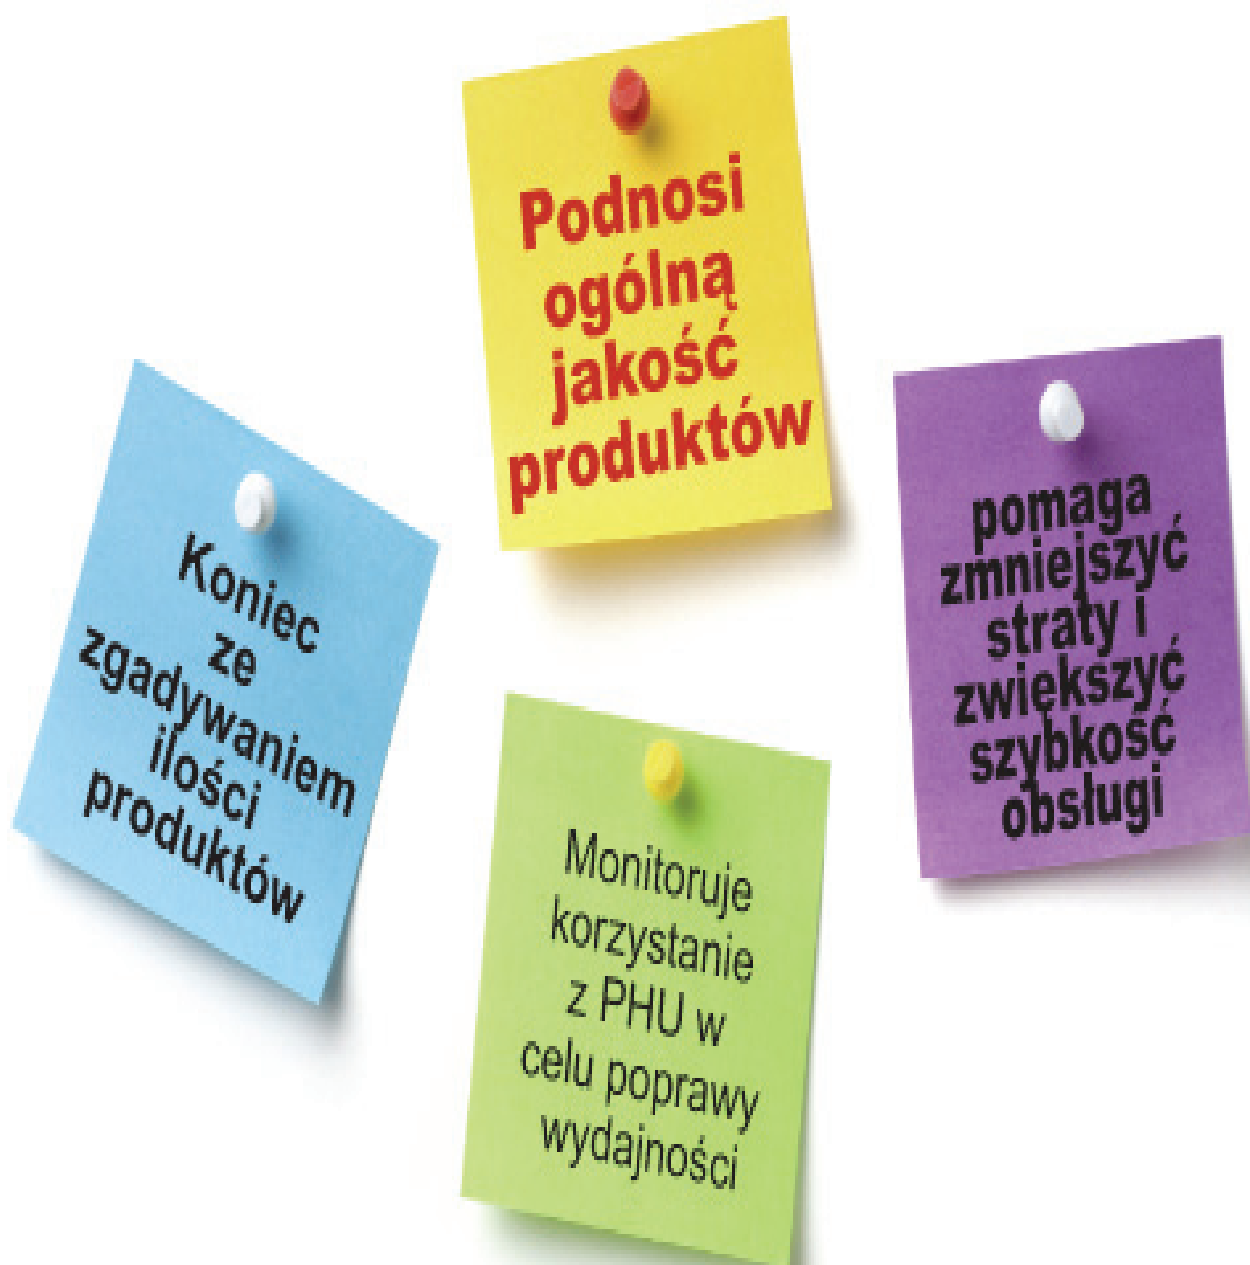 Podnosi
ogólną
jakość
produktów
Koniec
ze
zgadywaniem
ilości
produktów
pomaga
zmniejszyć
straty i
zwiększyć
szybkość
obsługi
Monitoruje
korzystanie
z PHU w
celu poprawy
wydajności